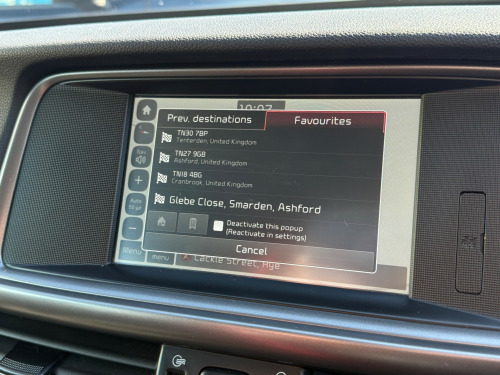 10:07
Prev. destinations
Favourites
TN30 7BP
Tenterden, United Kingdom
TN27 9GB
Ashford, United Kingdom
TN18 4BG
Cranbrook, United Kingdom
Glebe Close, Smarden, Ashford
Deactivate this popup
(Reactivate in settings)
Cancel
Auto
Menu
menu
Lackle Street, Rye